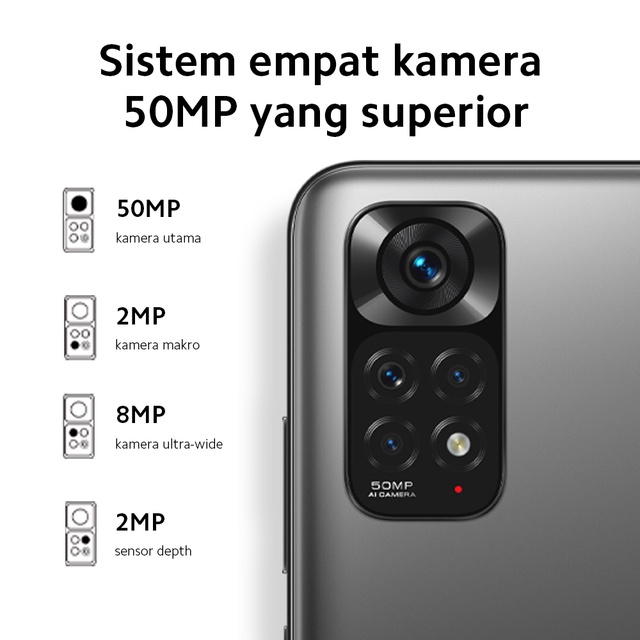 Sistem empat kamera
50MP yang superior
50MP
kamera utama
2MP
kamera makro
8MP
kamera ultra-wide
2MP
sensor depth
50MP
AI CAMERA